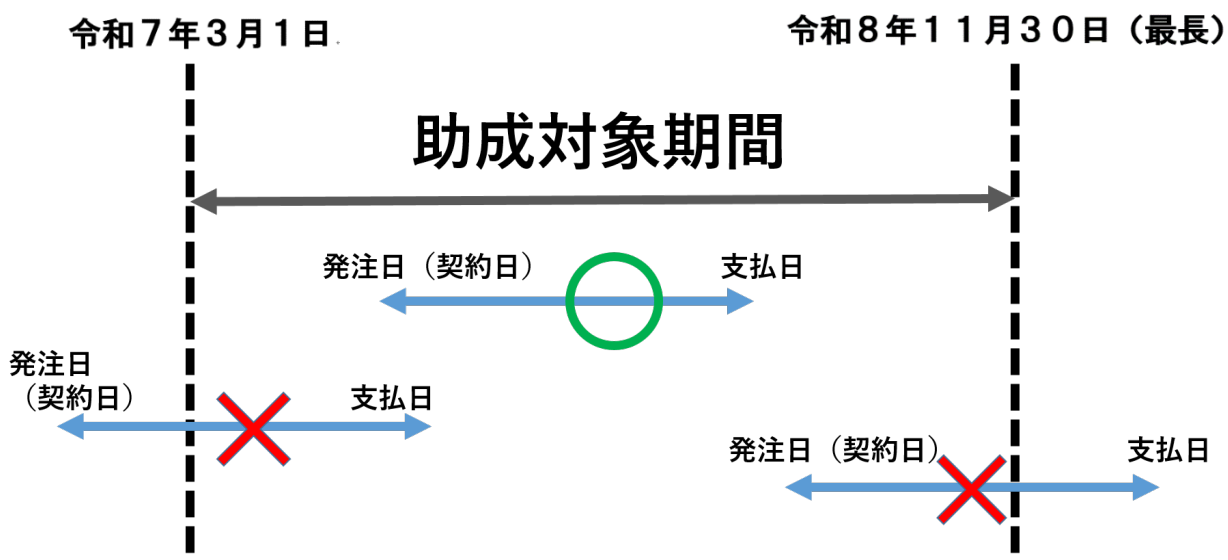 令和７年３月１日
令和８年１１月３０日（最長）
助成対象期間
発注日（契約日）
支払日
発注日
（契約日）
支払日
発注日（契約日）
支払日